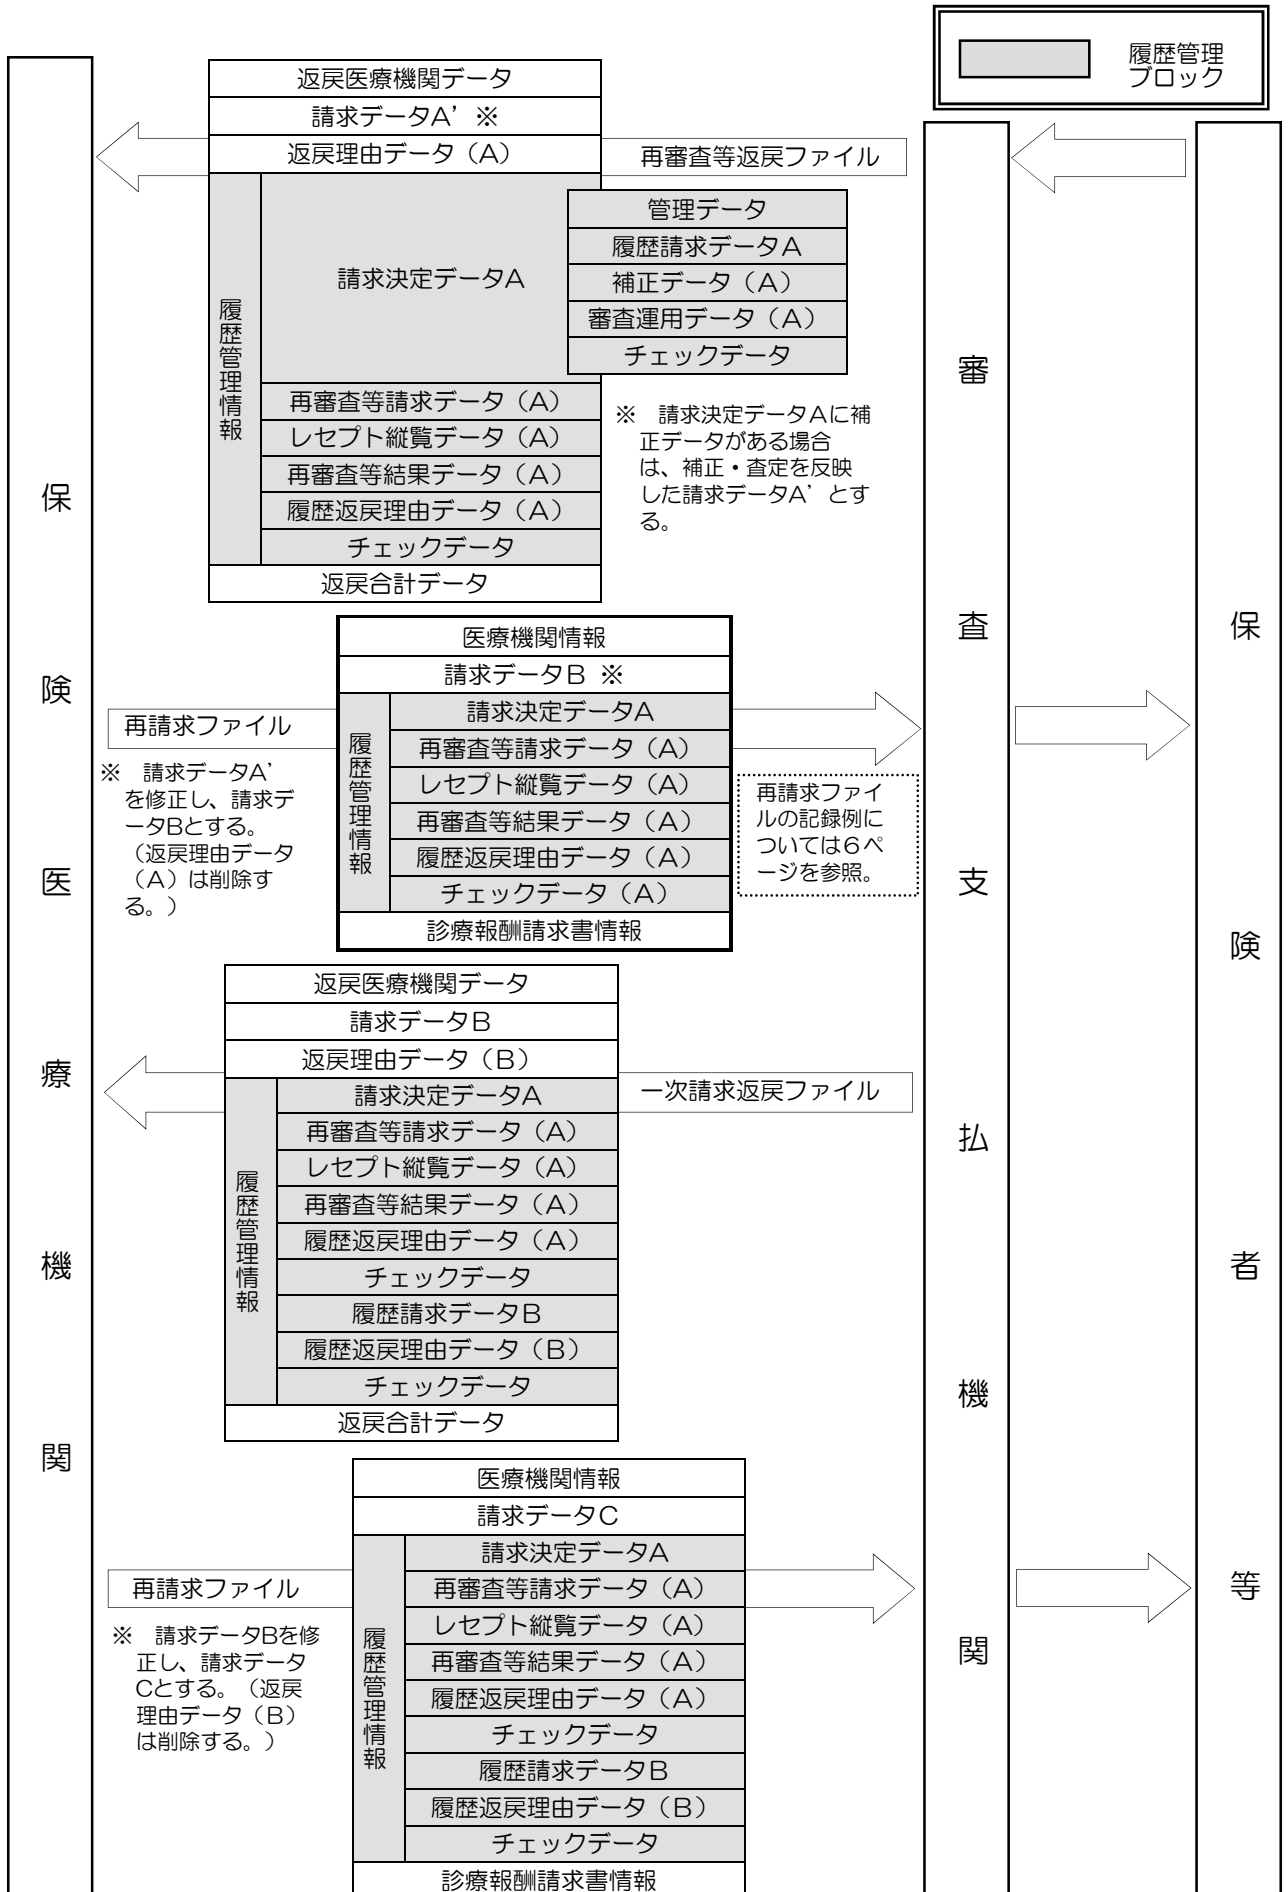 履歴管理
ブロック
保険医療機関
審査支払機関
保険者等
返戻医療機関データ
請求データA’ ※
返戻理由データ（A）
再審査等返戻ファイル
履歴管理情報
請求決定データA
管理データ
履歴請求データA
補正データ（A）
審査運用データ（A）
チェックデータ
再審査等請求データ（A）
レセプト縦覧データ（A）
再審査等結果データ（A）
履歴返戻理由データ（A）
チェックデータ
返戻合計データ
※　請求決定データAに補
正データがある場合
は、補正・査定を反映
した請求データA’とす
る。
医療機関情報
請求データB ※
再請求ファイル
履歴管理情報
請求決定データA
再審査等請求データ（A）
レセプト縦覧データ（A）
再審査等結果データ（A）
履歴返戻理由データ（A）
チェックデータ（A）
診療報酬請求書情報
※　請求データA’
を修正し、請求デ
ータBとする。
（返戻理由データ
（A）は削除す
る。）
再請求ファイ
ルの記録例に
ついては6ペ
ージを参照。
返戻医療機関データ
請求データB
返戻理由データ（B）
一次請求返戻ファイル
履歴管理情報
請求決定データA
再審査等請求データ（A）
レセプト縦覧データ（A）
再審査等結果データ（A）
履歴返戻理由データ（A）
チェックデータ
履歴請求データB
履歴返戻理由データ（B）
チェックデータ
返戻合計データ
医療機関情報
請求データC
再請求ファイル
履歴管理情報
請求決定データA
再審査等請求データ（A）
レセプト縦覧データ（A）
再審査等結果データ（A）
履歴返戻理由データ（A）
チェックデータ
履歴請求データB
履歴返戻理由データ（B）
チェックデータ
診療報酬請求書情報
※　請求データBを修
正し、請求データ
Cとする。（返戻
理由データ（B）
は削除する。）